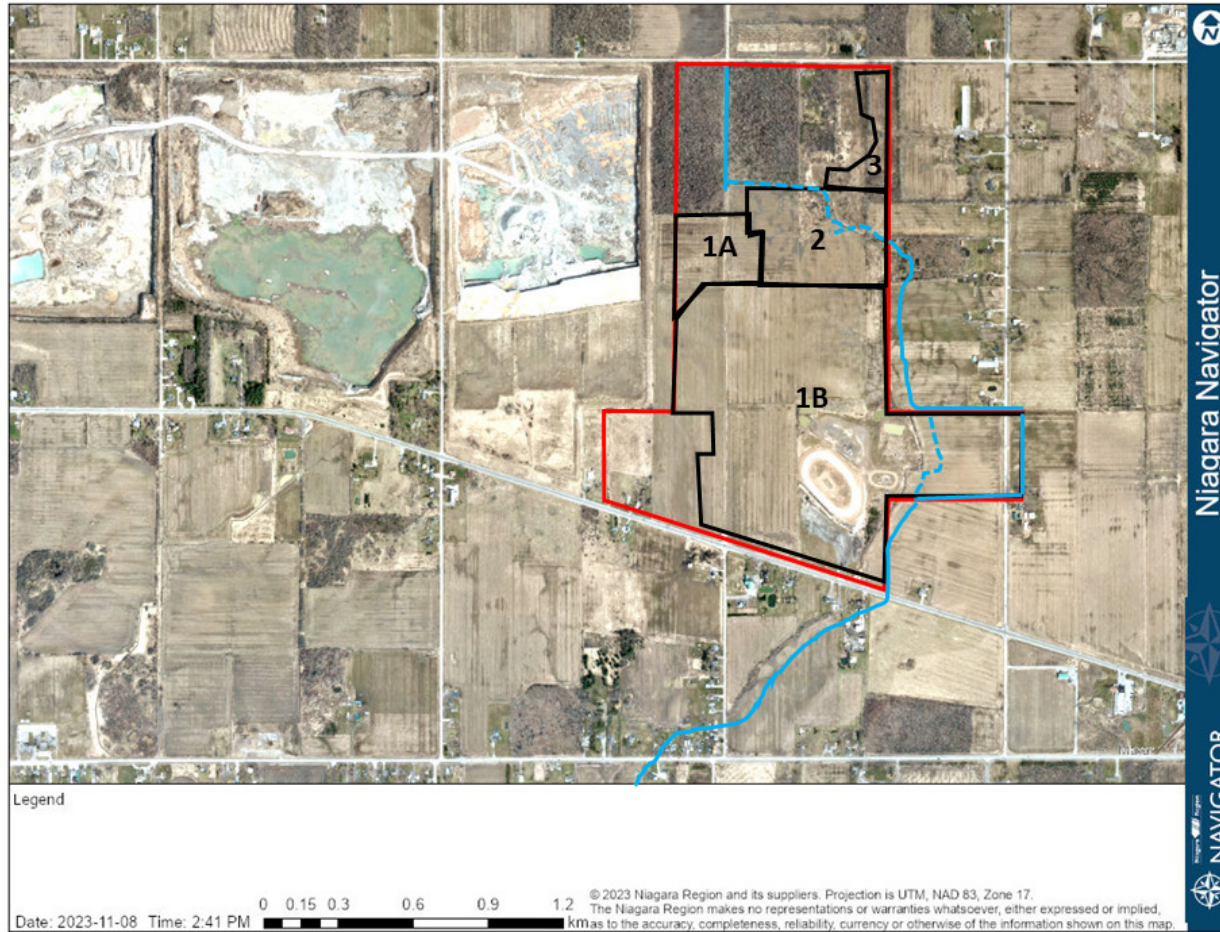 3
1A
2
1B
Legend
Date: 2023-11-08 Time: 2:41 PM
0 0.15 0.3 0.6 0.9 1.2
km
© 2023 Niagara Region and its suppliers. Projection is UTM, NAD 83, Zone 17.
The Niagara Region makes no representations or warranties whatsoever, either expressed or implied,
as to the accuracy, completeness, reliability, currency or otherwise of the information shown on this map.
Niagara Navigator
Niagara Region
NAVIGATOR
N